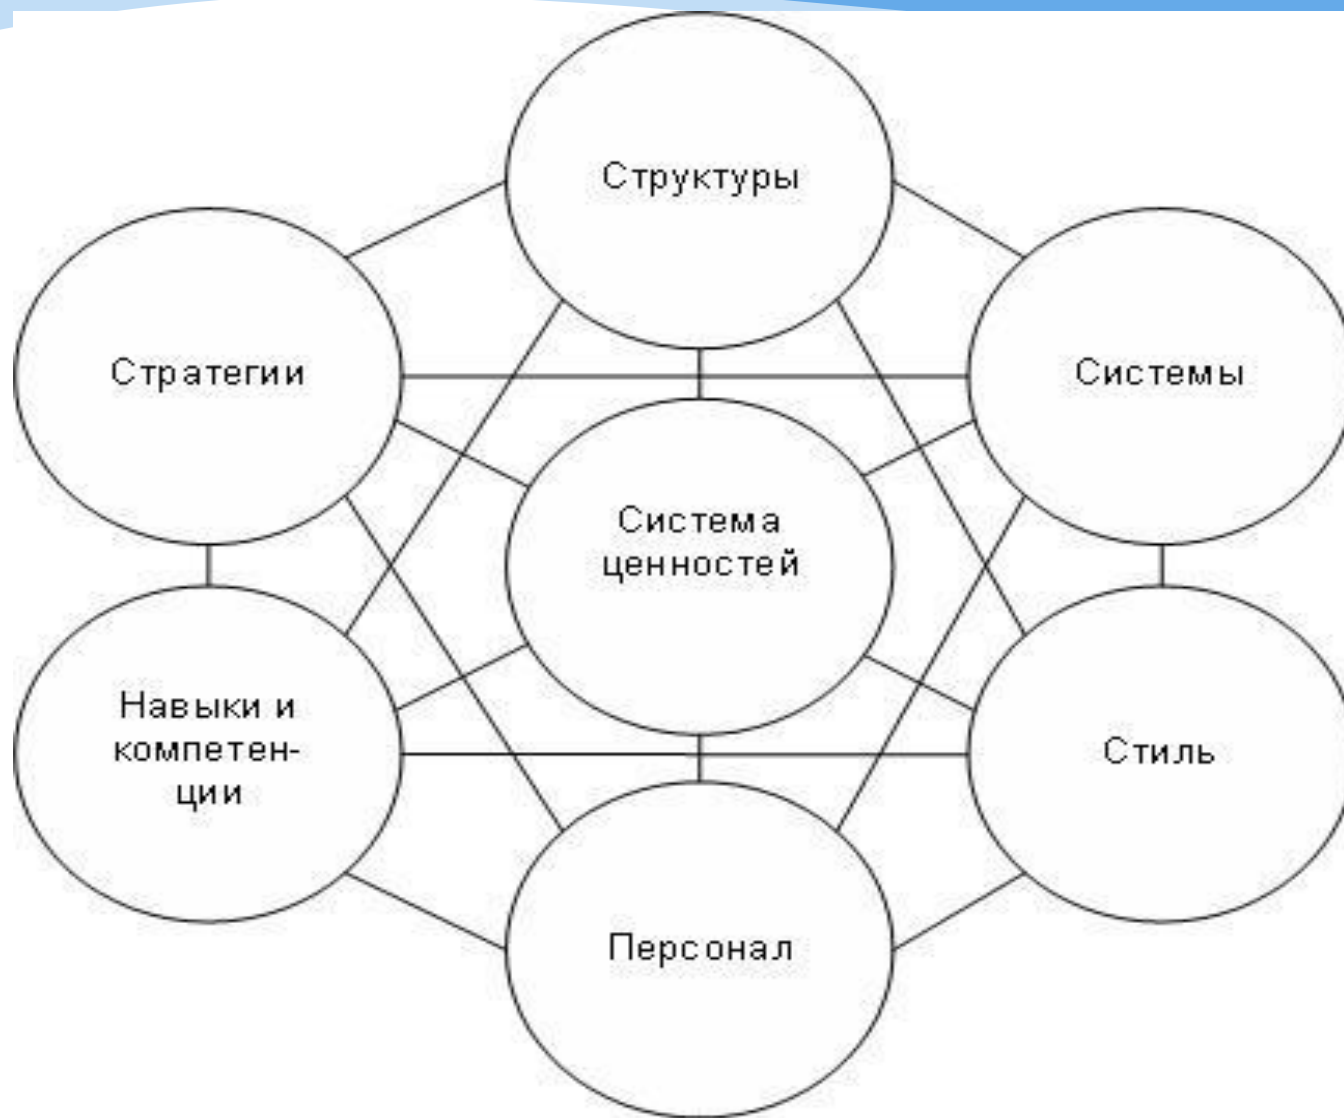 Структуры
Стратегии
Системы
Система
ценностей
Навыки и
компетен-
ции
Стиль
Персонал